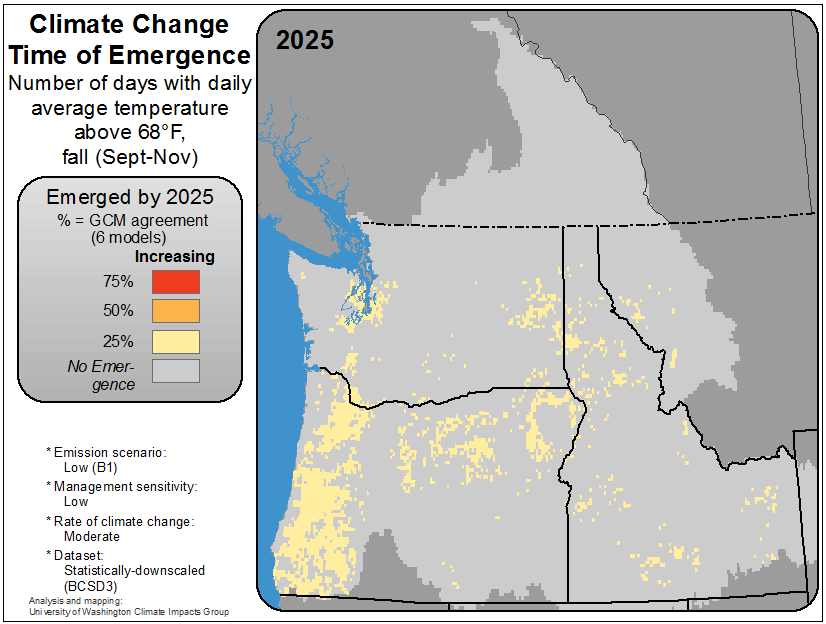 Climate Change
Time of Emergence
Number of days with daily
average temperature
above 68°F,
fall (Sept-Nov)
2025
Emerged by 2025
% = GCM agreement
(6 models)
Increasing
75%
50%
25%
No Emer-
gence
* Emission scenario:
Low (B1)
* Management sensitivity:
Low
* Rate of climate change:
Moderate
* Dataset:
Statistically-downscaled
(BCSD3)
Analysis and mapping:
University of Washington Climate Impacts Group